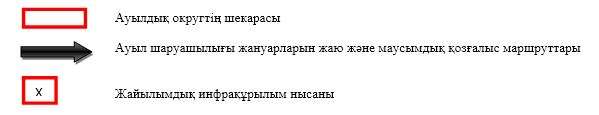 Ауылдық округтің шекарасы
Ауыл шаруашылығы жануарларын жаю және маусымдық қозғалыс маршруттары
x Жайылымдық инфрақұрылым нысаны